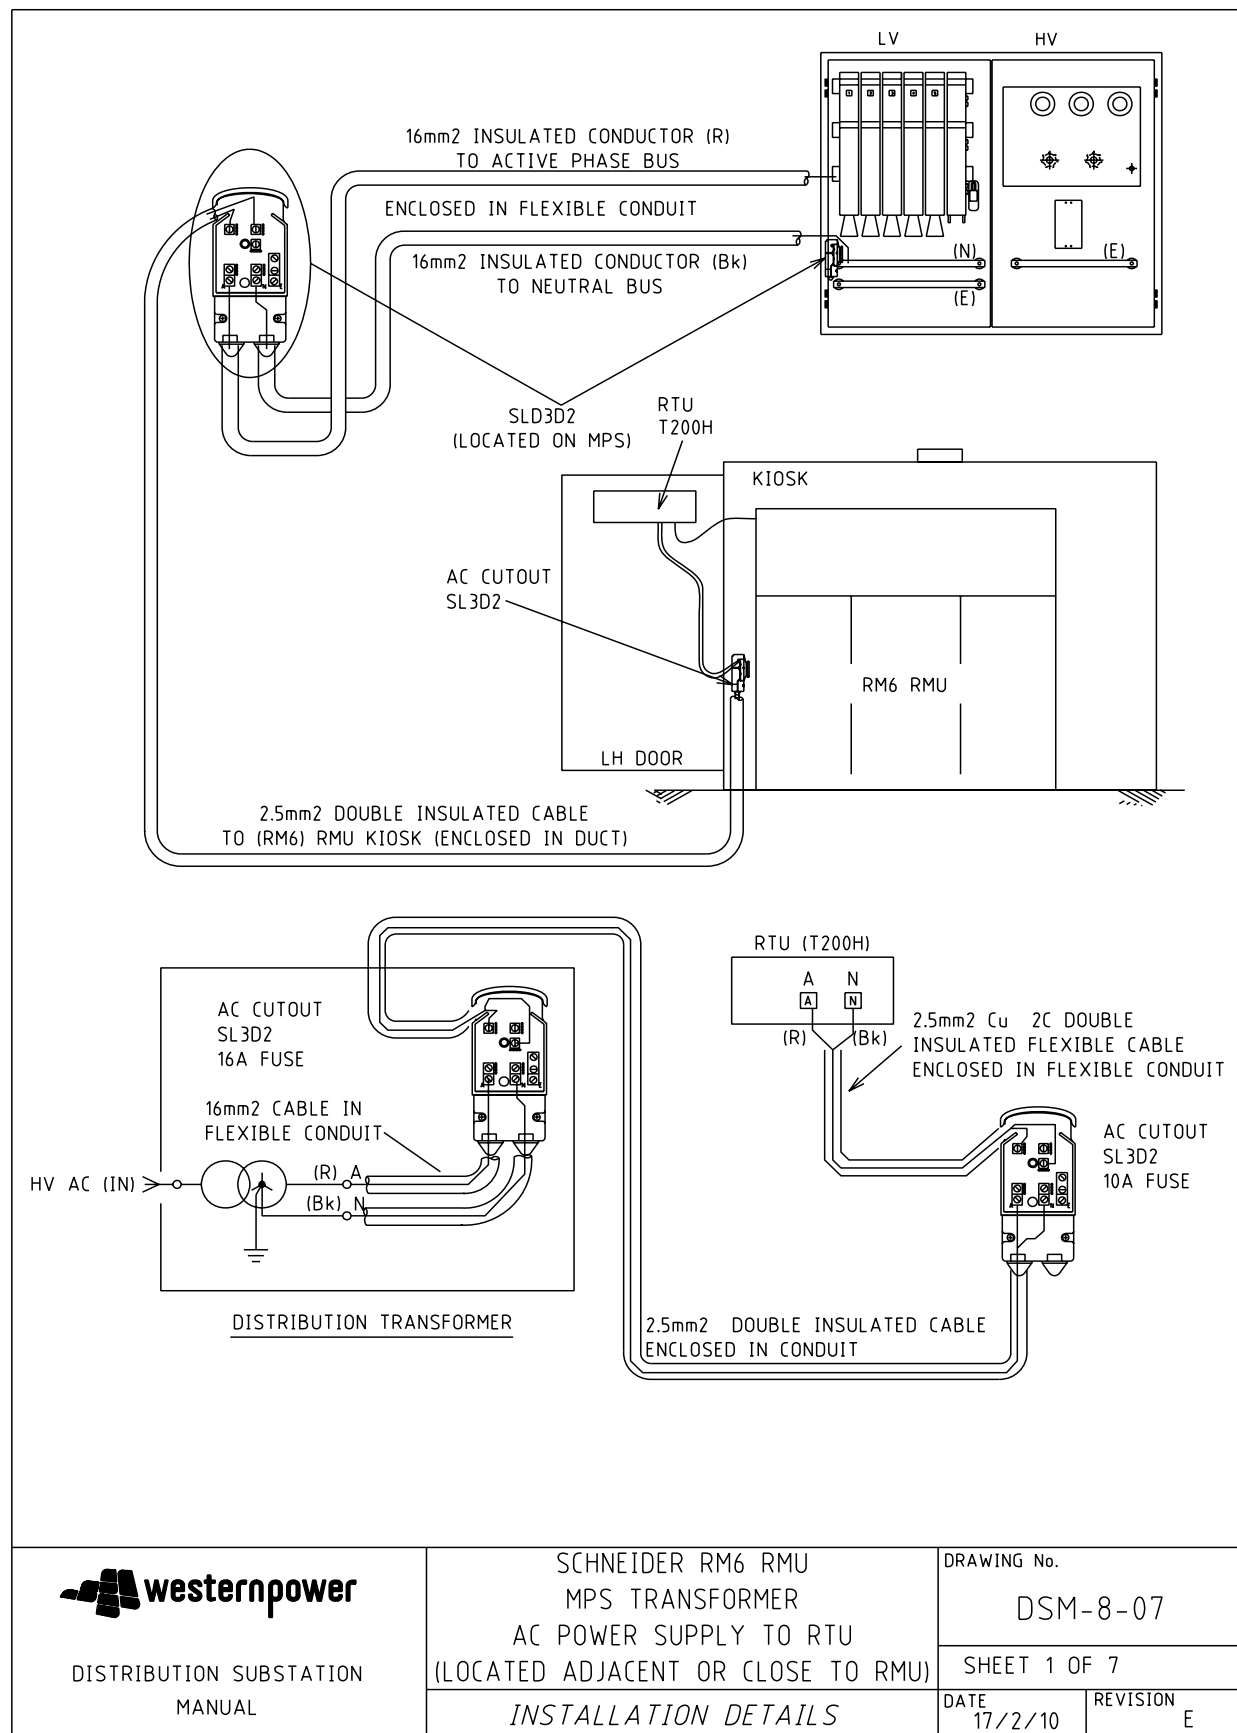 LV
HV
16mm2 INSULATED CONDUCTOR (R)
TO ACTIVE PHASE BUS
ENCLOSED IN FLEXIBLE CONDUIT
16mm2 INSULATED CONDUCTOR (Bk)
TO NEUTRAL BUS
(N)
(E)
(E)
SLD3D2
(LOCATED ON MPS)
RTU
T200H
KIOSK
AC CUTOUT
SL3D2
RM6 RMU
LH DOOR
2.5mm2 DOUBLE INSULATED CABLE
TO (RM6) RMU KIOSK (ENCLOSED IN DUCT)
AC CUTOUT
SL3D2
16A FUSE
16mm2 CABLE IN
FLEXIBLE CONDUIT
HV AC (IN)
(R) A
(Bk) N
DISTRIBUTION TRANSFORMER
RTU (T200H)
A N
A N
(R) (Bk)
2.5mm2 Cu 2C DOUBLE
INSULATED FLEXIBLE CABLE
ENCLOSED IN FLEXIBLE CONDUIT
AC CUTOUT
SL3D2
10A FUSE
2.5mm2 DOUBLE INSULATED CABLE
ENCLOSED IN CONDUIT
westernpower
DISTRIBUTION SUBSTATION
MANUAL
SCHNEIDER RM6 RMU
MPS TRANSFORMER
AC POWER SUPPLY TO RTU
(LOCATED ADJACENT OR CLOSE TO RMU)
INSTALLATION DETAILS
DRAWING No.
DSM-8-07
SHEET 1 OF 7
DATE
17/2/10
REVISION
E